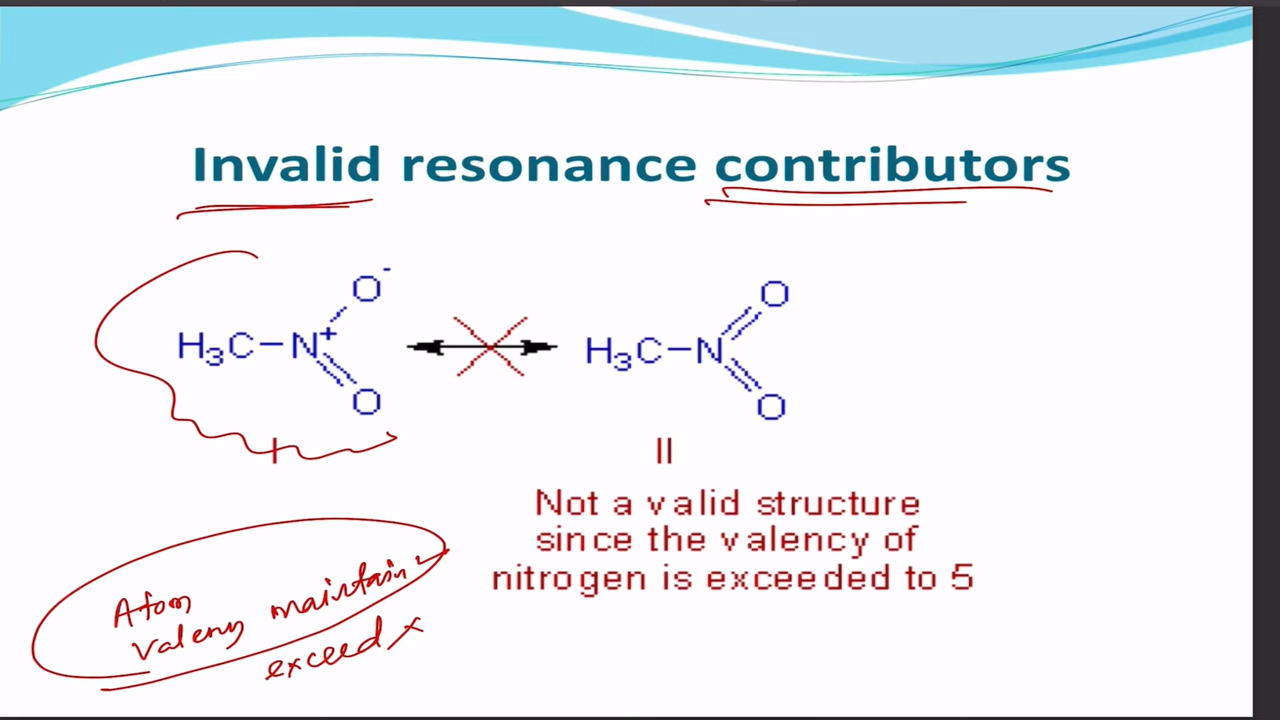 Invalid resonance contributors
O-
H3C-N+
O
O
H3C-N
O
I
II
Not a valid structure
since the valency of
nitrogen is exceeded to 5
Atom
Valeny maintain
exceed x